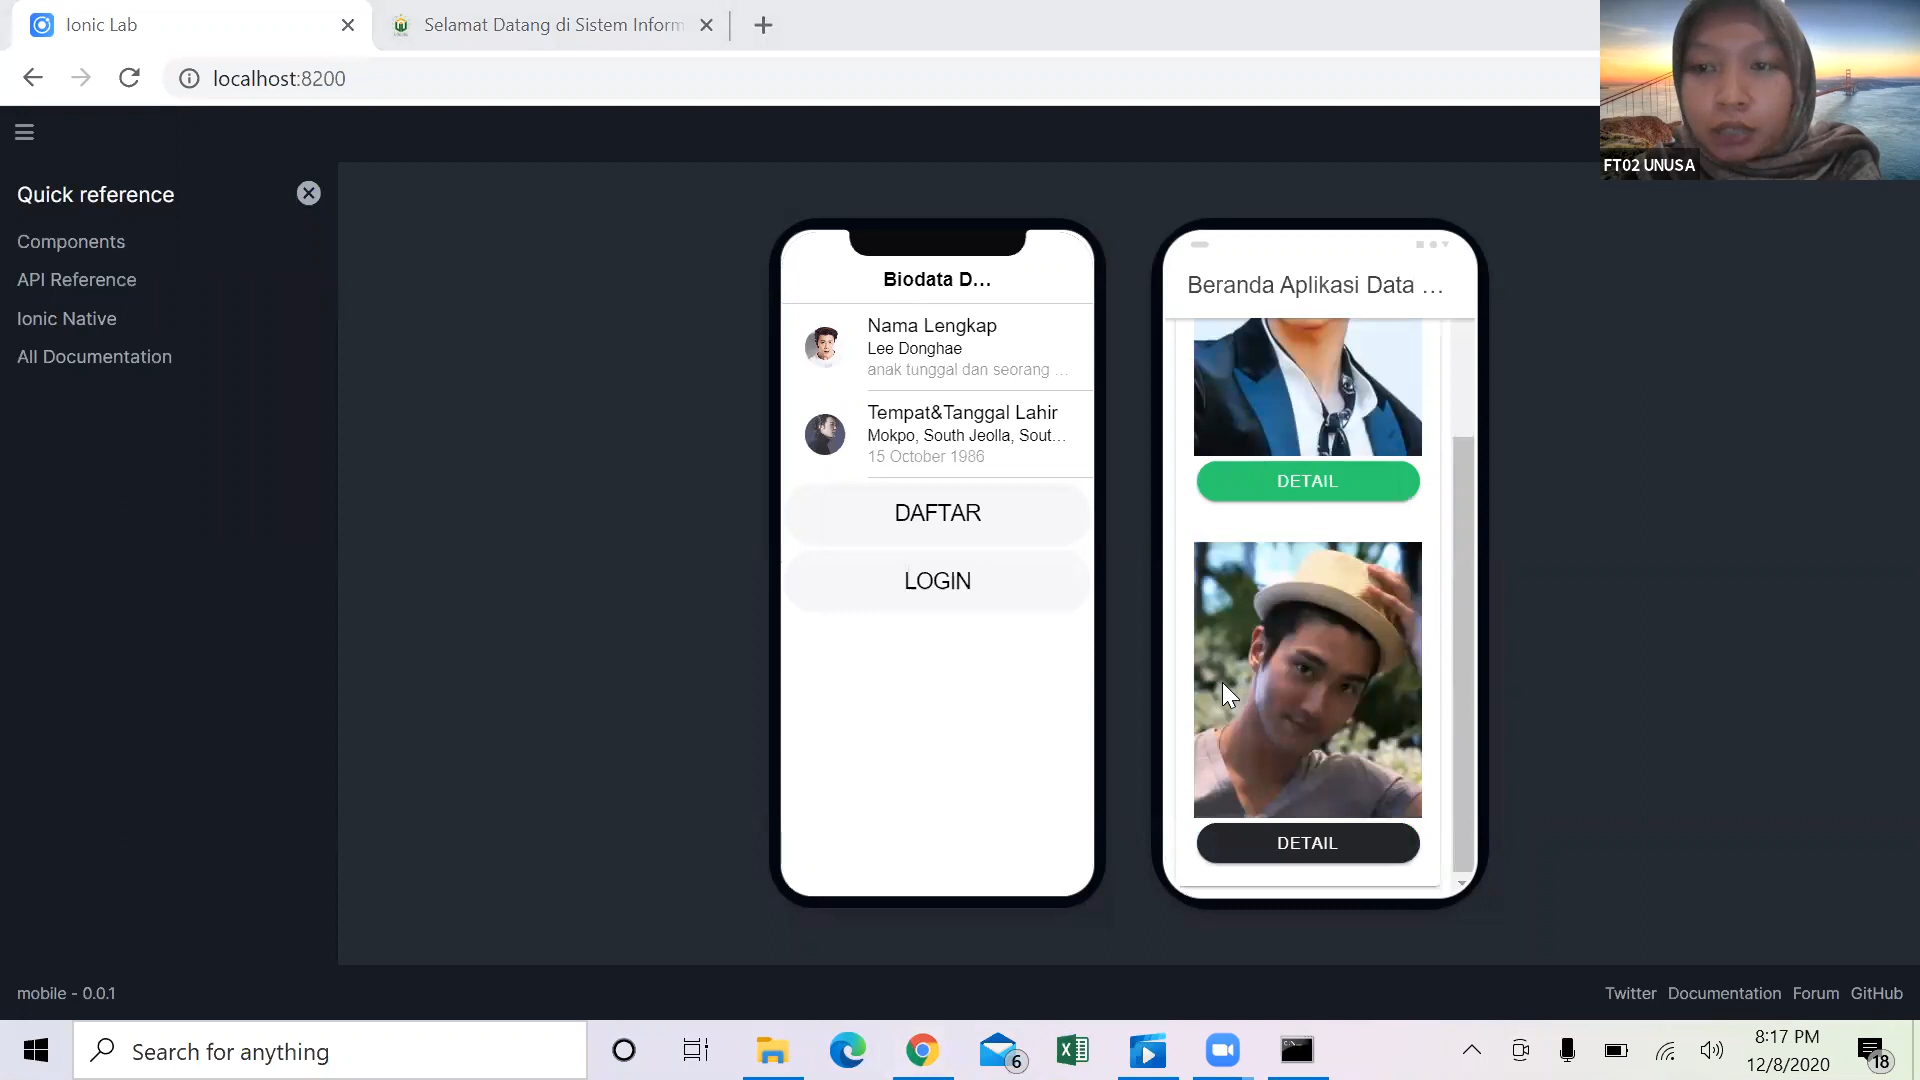 Ionic Lab
Selamat Datang di Sistem Inform
localhost:8200
FT02 UNUSA
Quick reference
Components
API Reference
Ionic Native
All Documentation
Biodata D...
Nama Lengkap
Lee Donghae
anak tunggal dan seorang ...
Tempat&Tanggal Lahir
Mokpo, South Jeolla, Sout...
15 October 1986
DAFTAR
LOGIN
Beranda Aplikasi Data ...
DETAIL
DETAIL
mobile - 0.0.1
Twitter Documentation Forum GitHub
Search for anything
6
8:17 PM
12/8/2020
18